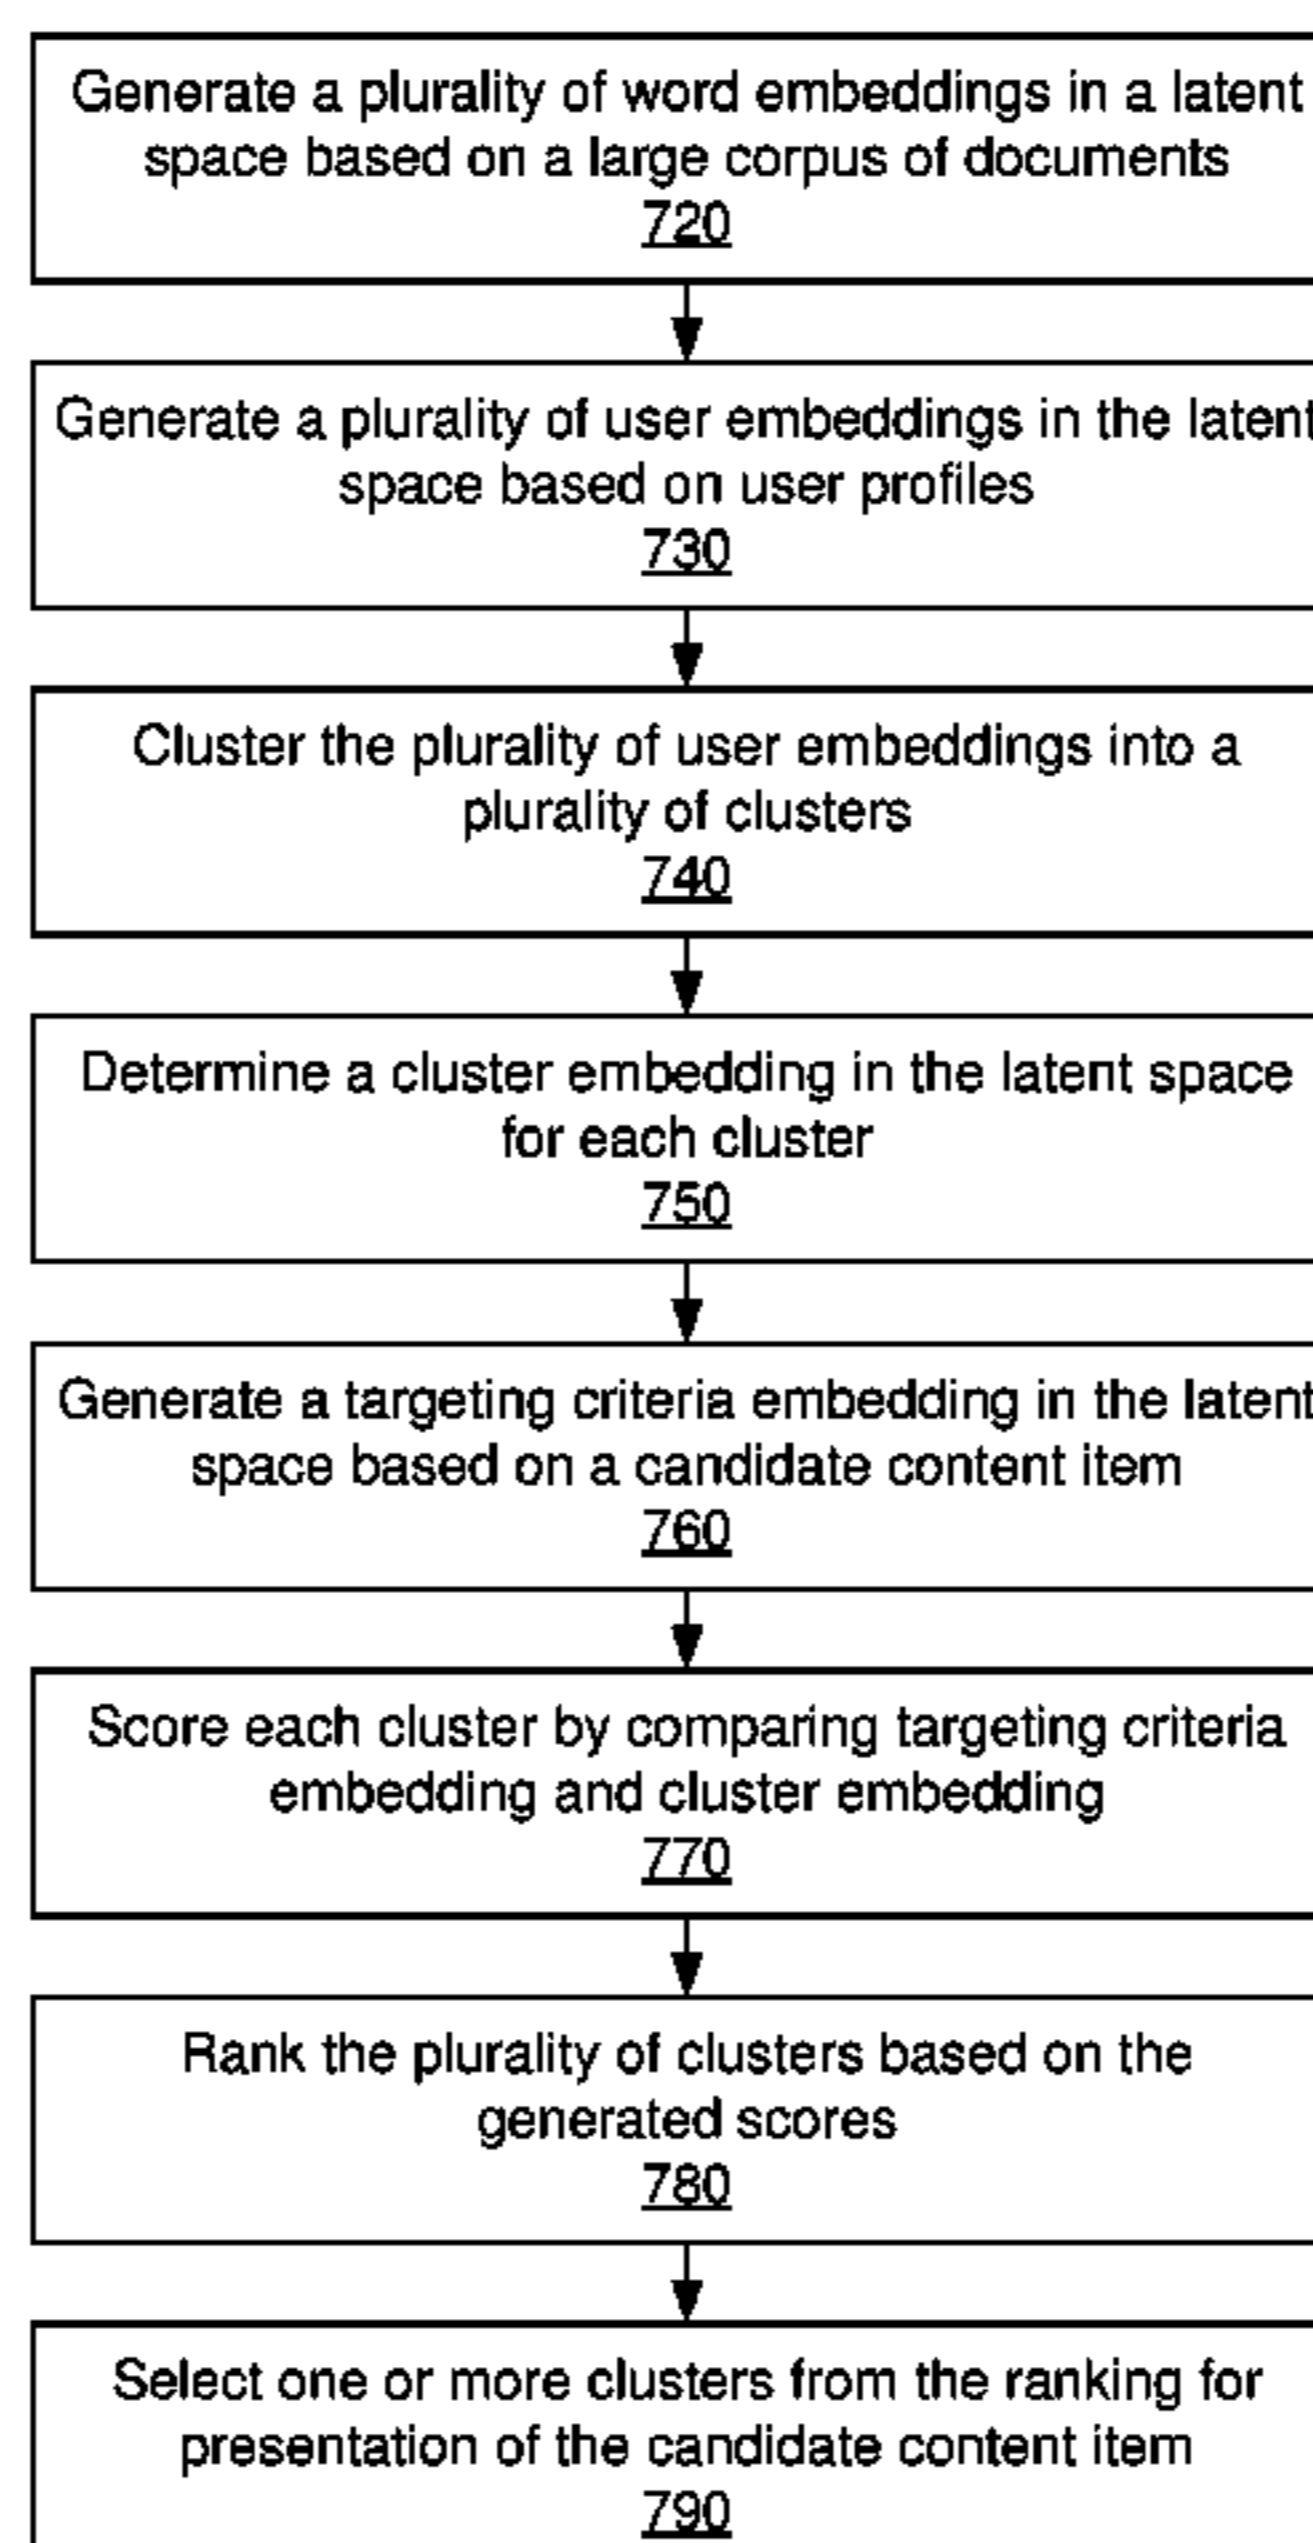 Generate a plurality of word embeddings in a latent
space based on a large corpus of documents
720
Generate a plurality of user embeddings in the latent
space based on user profiles
730
Cluster the plurality of user embeddings into a
plurality of clusters
740
Determine a cluster embedding in the latent space
for each cluster
750
Generate a targeting criteria embedding in the latent
space based on a candidate content item
760
Score each cluster by comparing targeting criteria
embedding and cluster embedding
770
Rank the plurality of clusters based on the
generated scores
780
Select one or more clusters from the ranking for
presentation of the candidate content item
790